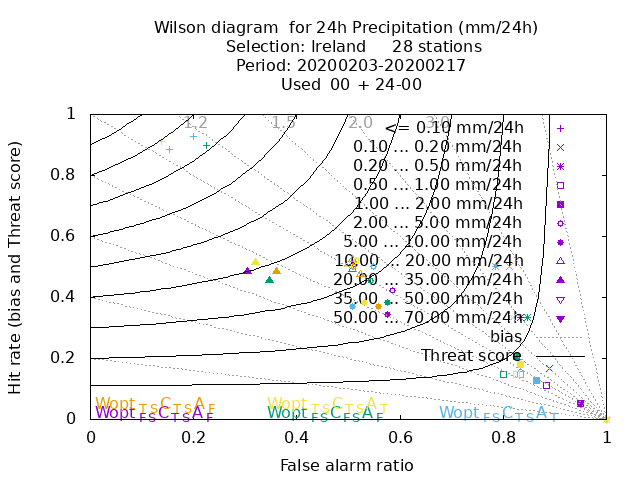 Wilson diagram for 24h Precipitation (mm/24h)
Selection: Ireland 28 stations
Period: 20200203-20200217
Used 00 + 24-00
1.2 1.5 2.0 3.0
<= 0.10 mm/24h
0.10 ... 0.20 mm/24h
0.20 ... 0.50 mm/24h
0.50 ... 1.00 mm/24h
1.00 ... 2.00 mm/24h
2.00 ... 5.00 mm/24h
5.00 ... 10.00 mm/24h
10.00 ... 20.00 mm/24h
20.00 ... 35.00 mm/24h
35.00 ... 50.00 mm/24h
50.00 ... 70.00 mm/24h
bias
Threat score
Hit rate (bias and Threat score)
1
0.8
0.6
0.4
0.2
0
Wopt_TSC_TSA_F Wopt_TSC_TSA_T
Wopt_FSC_TSA_F Wopt_FSC_TSA_F Wopt_FSC_TSA_T
0 0.2 0.4 0.6 0.8 1
False alarm ratio